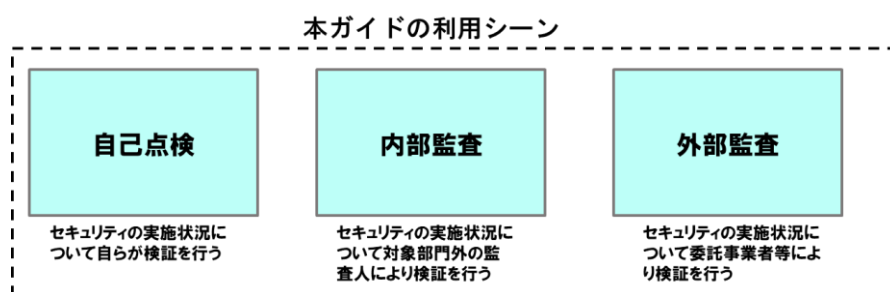 本ガイドの利用シーン
自己点検
内部監査
外部監査
セキュリティの実施状況に
ついて自らが検証を行う
セキュリティの実施状況に
ついて対象部門外の監
査人により検証を行う
セキュリティの実施状況に
ついて委託事業者等によ
り検証を行う